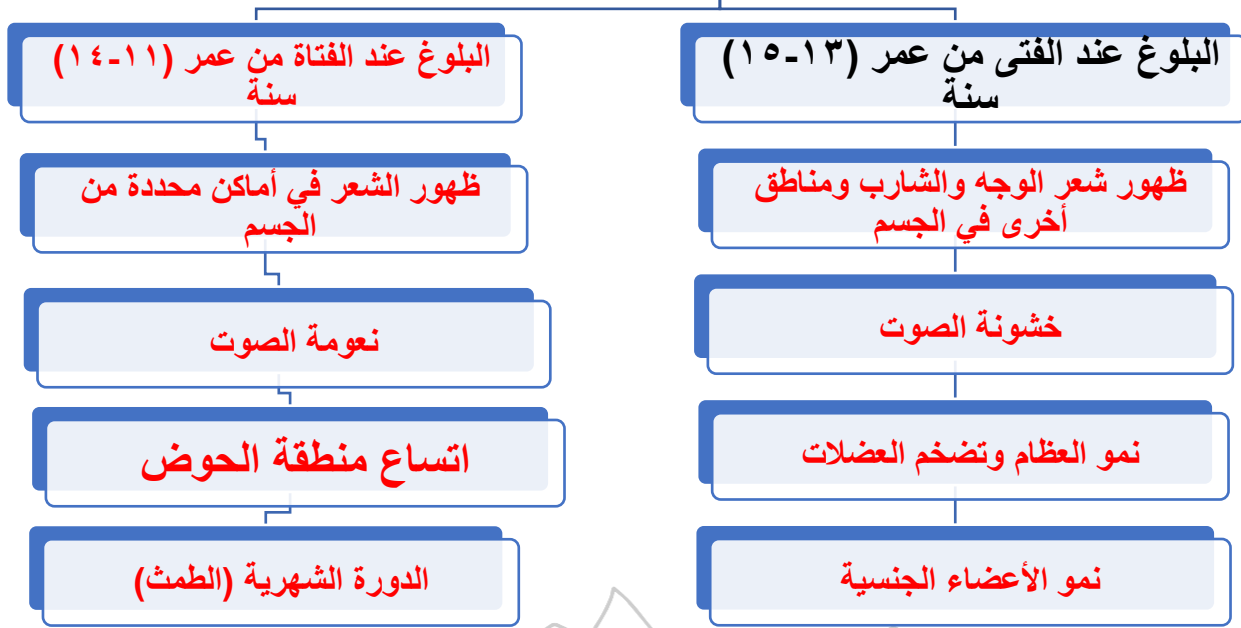 البلوغ عند الفتى من عمر (١٣-١٥)
سنة
ظهور شعر الوجه والشارب ومناطق
أخرى في الجسم
خشونة الصوت
نمو العظام وتضخم العضلات
نمو الأعضاء الجنسية
البلوغ عند الفتاة من عمر (١١-١٤)
سنة
ظهور الشعر في أماكن محددة من
الجسم
نعومة الصوت
اتساع منطقة الحوض
الدورة الشهرية (الطمث)